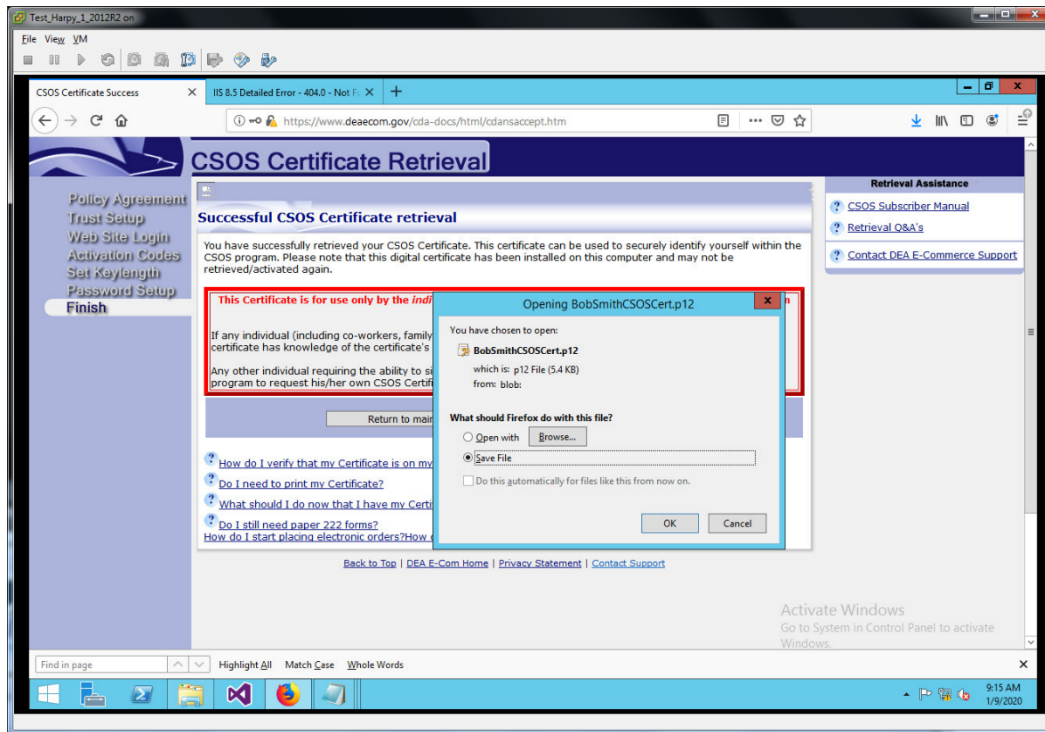 Test_Harpy_1_2012R2 on
File View VM
CSOS Certificate Success
IIS 8.5 Detailed Error - 404.0 - Not F
https://www.deaecom.gov/cda-docs/html/cdansaccept.htm
CSOS Certificate Retrieval
Policy Agreement
Trust Setup
Web Site Login
Activation Codes
Set Keylength
Password Setup
Finish
Successful CSOS Certificate retrieval
You have successfully retrieved your CSOS Certificate. This certificate can be used to securely identify yourself within the
CSOS program. Please note that this digital certificate has been installed on this computer and may not be
retrieved/activated again.
This Certificate is for use only by the indi
n
If any individual (including co-workers, family
certificate has knowledge of the certificate's
Any other individual requiring the ability to si
program to request his/her own CSOS Certifi
Return to main
How do I verify that my Certificate is on my
Do I need to print my Certificate?
What should I do now that I have my Certi
Do I still need paper 222 forms?
How do I start placing electronic orders?How
Back to Top | DEA E-Com Home | Privacy Statement | Contact Support
Retrieval Assistance
CSOS Subscriber Manual
Retrieval Q&A's
Contact DEA E-Commerce Support
Opening BobSmithCSOSCert.p12
You have chosen to open:
BobSmithCSOSCert.p12
which is: p12 File (5.4 KB)
from: blob:
What should Firefox do with this file?
Open with Browse...
Save File
Do this automatically for files like this from now on.
OK Cancel
Activate Windows
Go to System in Control Panel to activate
Windows.
Find in page
Highlight All Match Case Whole Words
9:15 AM
1/9/2020